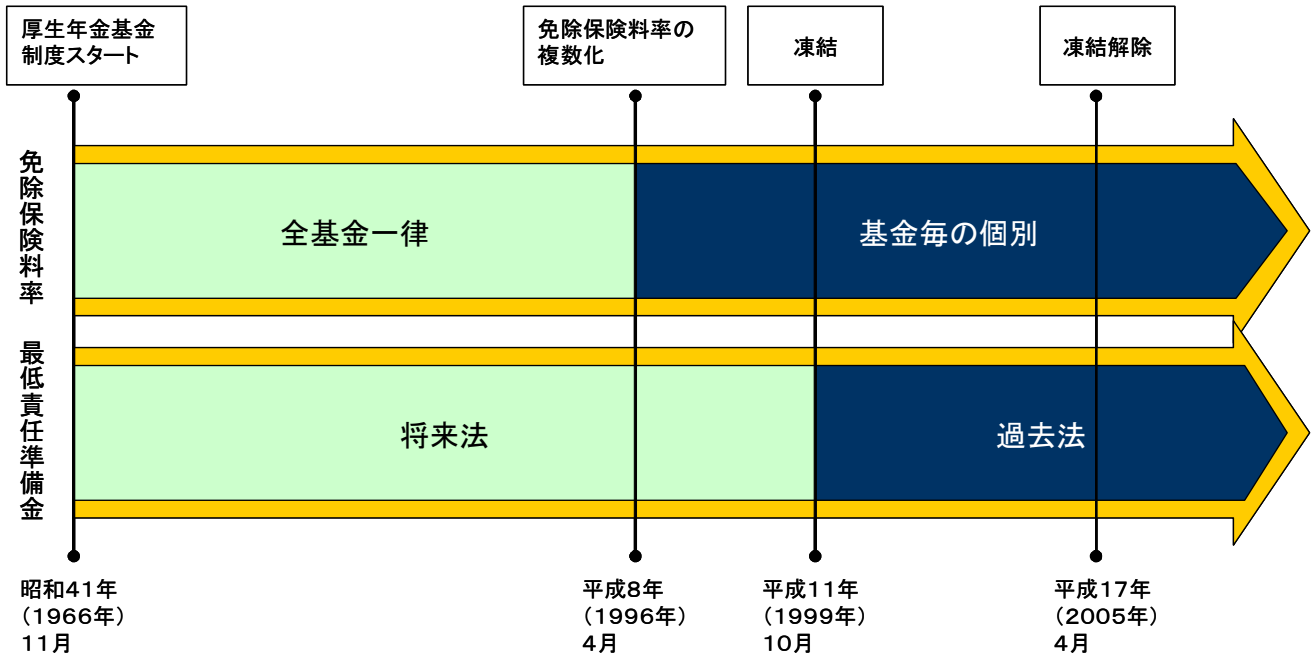 厚生年金基金
制度スタート
免除保険料率の
複数化
凍結
凍結解除
免除保険料率
全基金一律
基金毎の個別
最低責任準備金
将来法
過去法
昭和41年
（1966年）
11月
平成8年
（1996年）
4月
平成11年
（1999年）
10月
平成17年
（2005年）
4月